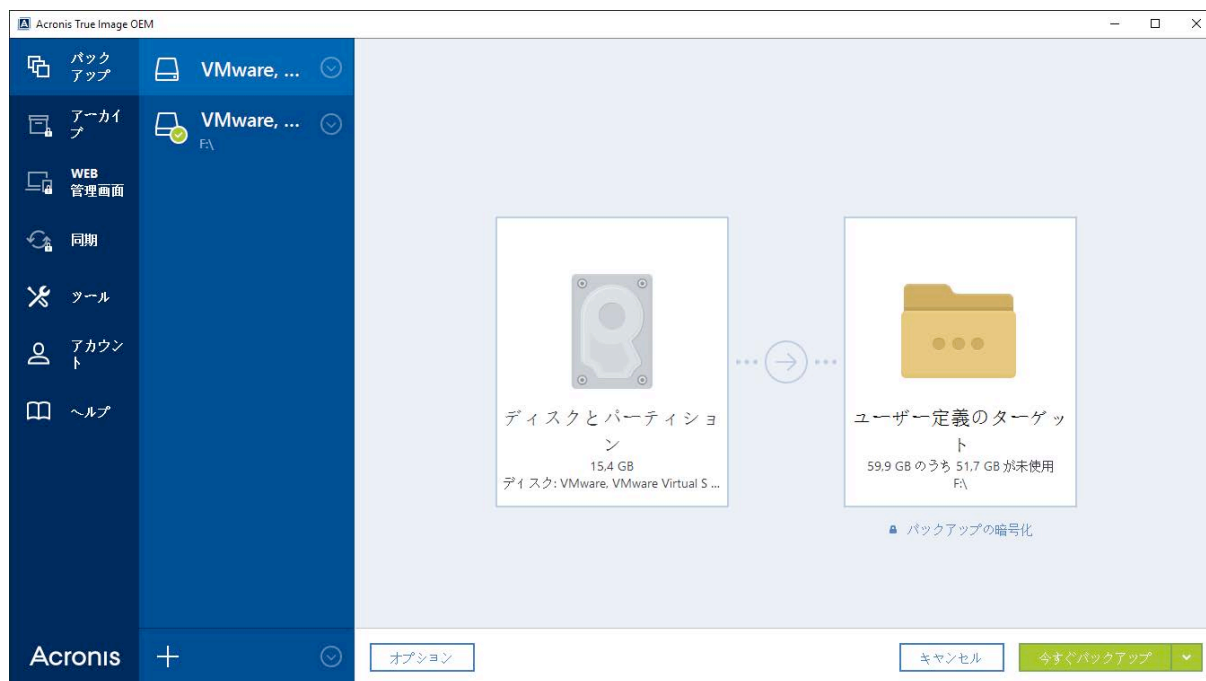 Acronis True Image OEM
バック
アップ
アーカイ
ブ
WEB
管理画面
同期
ツール
アカウン
ト
ヘルプ
Acronis
VMware, ...
VMware, ...
F:\
ディスクとパーティショ
ン
15,4 GB
ディスク: VMware, VMware Virtual S ...
ユーザー定義のターゲッ
ト
59,9 GB のうち 51,7 GB が未使用
F:\
バックアップの暗号化
オプション
キャンセル
今すぐバックアップ